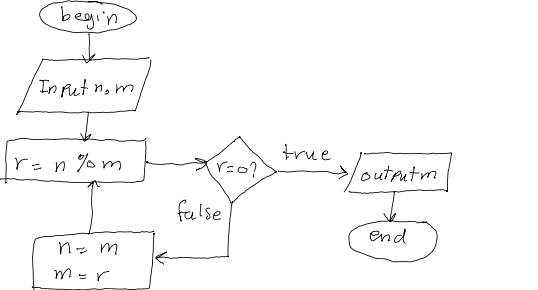 begin
Input n, m
r = n % m
r=0?
true
output m
end
false
n = m
m = r